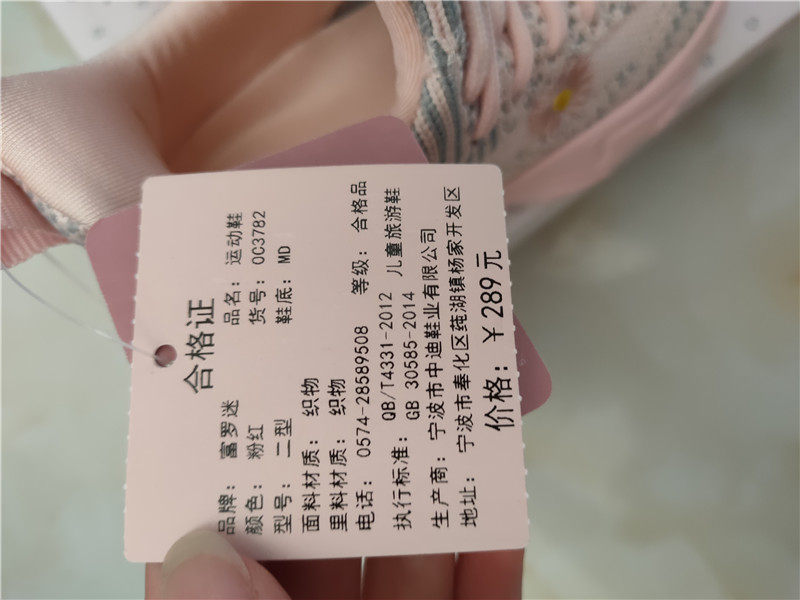 合格证
品牌: 富罗迷 品名: 运动鞋
颜色: 粉红 货号: OC3782
型号: 二型 鞋底: MD
面料材质: 织物
里料材质: 织物
电话: 0574-28589508 等级: 合格品
执行标准: QB/T4331-2012 儿童旅游鞋
GB 30585-2014
生产商: 宁波市中迪鞋业有限公司
地址: 宁波市奉化区莼湖镇杨家开发区
价格: ￥289元